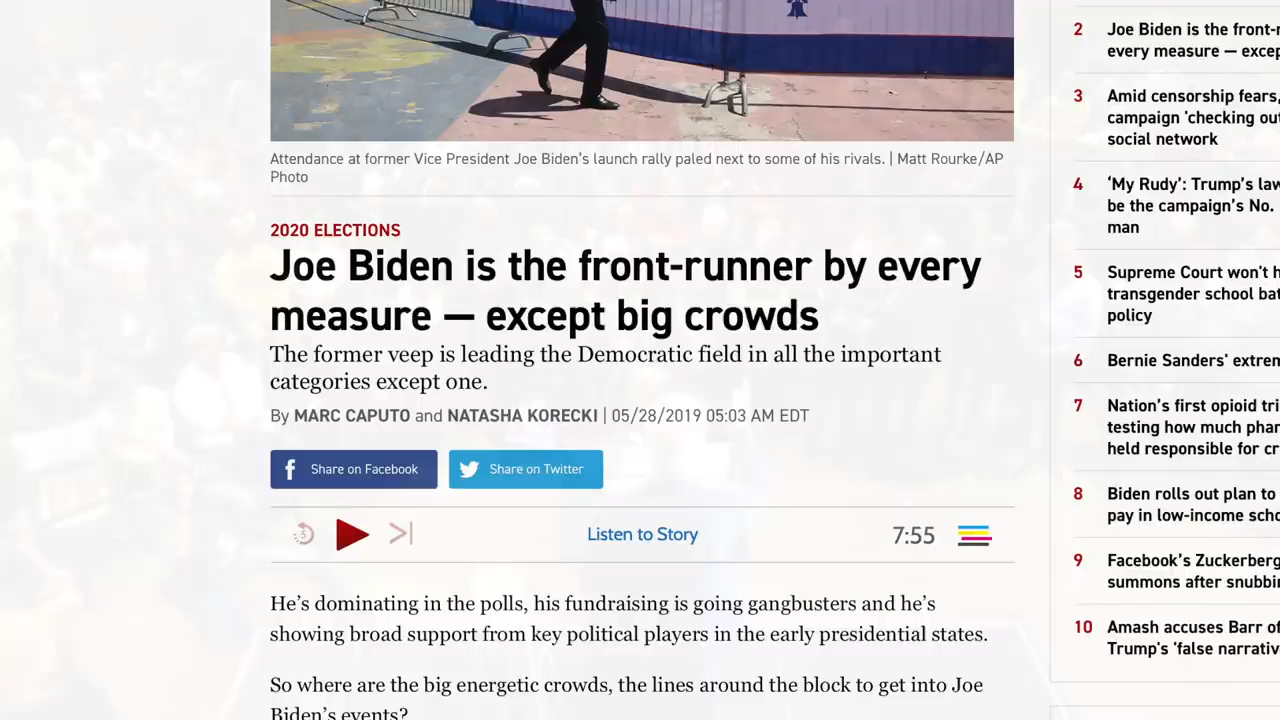 Attendance at former Vice President Joe Biden's launch rally paled next to some of his rivals. | Matt Rourke/AP
Photo
2020 ELECTIONS
Joe Biden is the front-runner by every
measure — except big crowds
The former veep is leading the Democratic field in all the important
categories except one.
By MARC CAPUTO and NATASHA KORECKI | 05/28/2019 05:03 AM EDT
Share on Facebook
Share on Twitter
5
Listen to Story
7:55
He's dominating in the polls, his fundraising is going gangbusters and he's
showing broad support from key political players in the early presidential states.
So where are the big energetic crowds, the lines around the block to get into Joe
Biden's events?
2 Joe Biden is the front-r
every measure — excep
3 Amid censorship fears,
campaign 'checking out
social network
4 'My Rudy': Trump's law
be the campaign's No.
man
5 Supreme Court won't h
transgender school bat
policy
6 Bernie Sanders' extrem
7 Nation's first opioid tri
testing how much phar
held responsible for cr
8 Biden rolls out plan to
pay in low-income scho
9 Facebook's Zuckerberg
summons after snubbin
10 Amash accuses Barr of
Trump's 'false narrativ